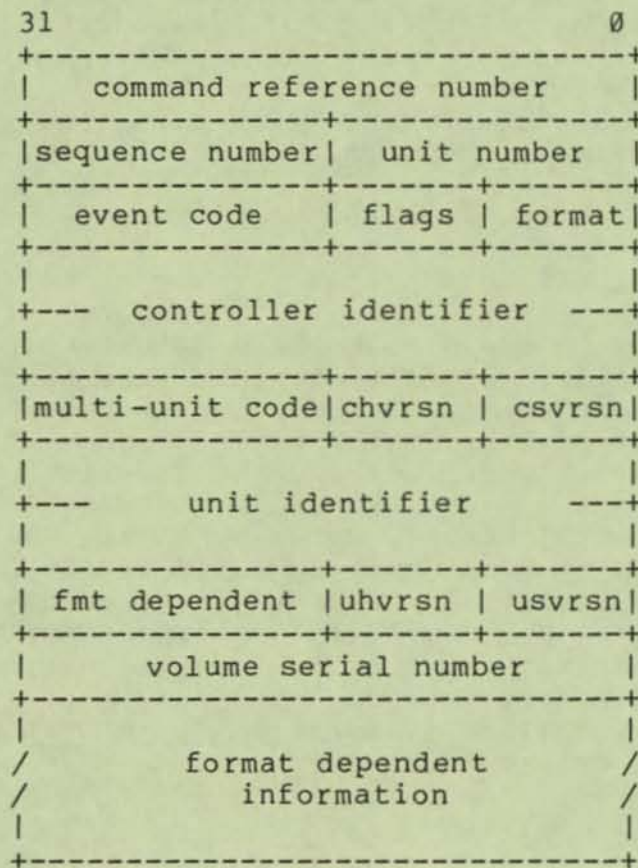 31                                     0
+--------------------------------+
|    command reference number    |
+----------------+---------------+
|sequence number|  unit number  |
+----------------+-------+-------+
|  event code   | flags | format|
+----------------+-------+-------+
|                                |
+---  controller identifier  ---+
|                                |
+----------------+-------+-------+
|multi-unit code|chvrsn | csvrsn|
+----------------+-------+-------+
|                                |
+---     unit identifier     ---+
|                                |
+----------------+-------+-------+
| fmt dependent |uhvrsn | usvrsn|
+----------------+-------+-------+
|      volume serial number      |
+--------------------------------+
|                                |
/        format dependent        /
/          information           /
|                                |
+--------------------------------+